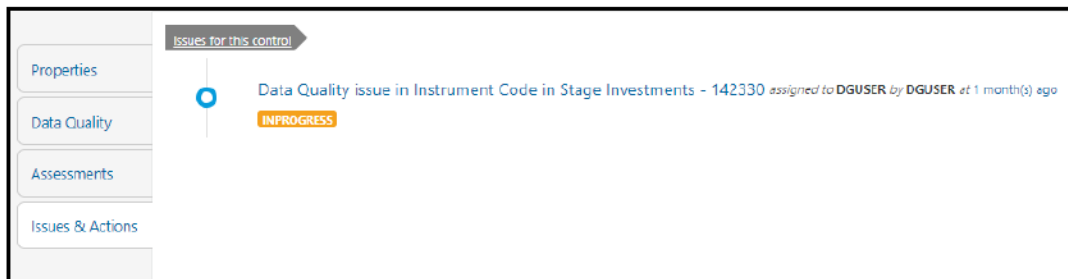 Issues for this control
Properties
Data Quality issue in Instrument Code in Stage Investments - 142330 assigned to DGUSER by DGUSER at 1 month(s) ago
INPROGRESS
Data Quality
Assessments
Issues & Actions